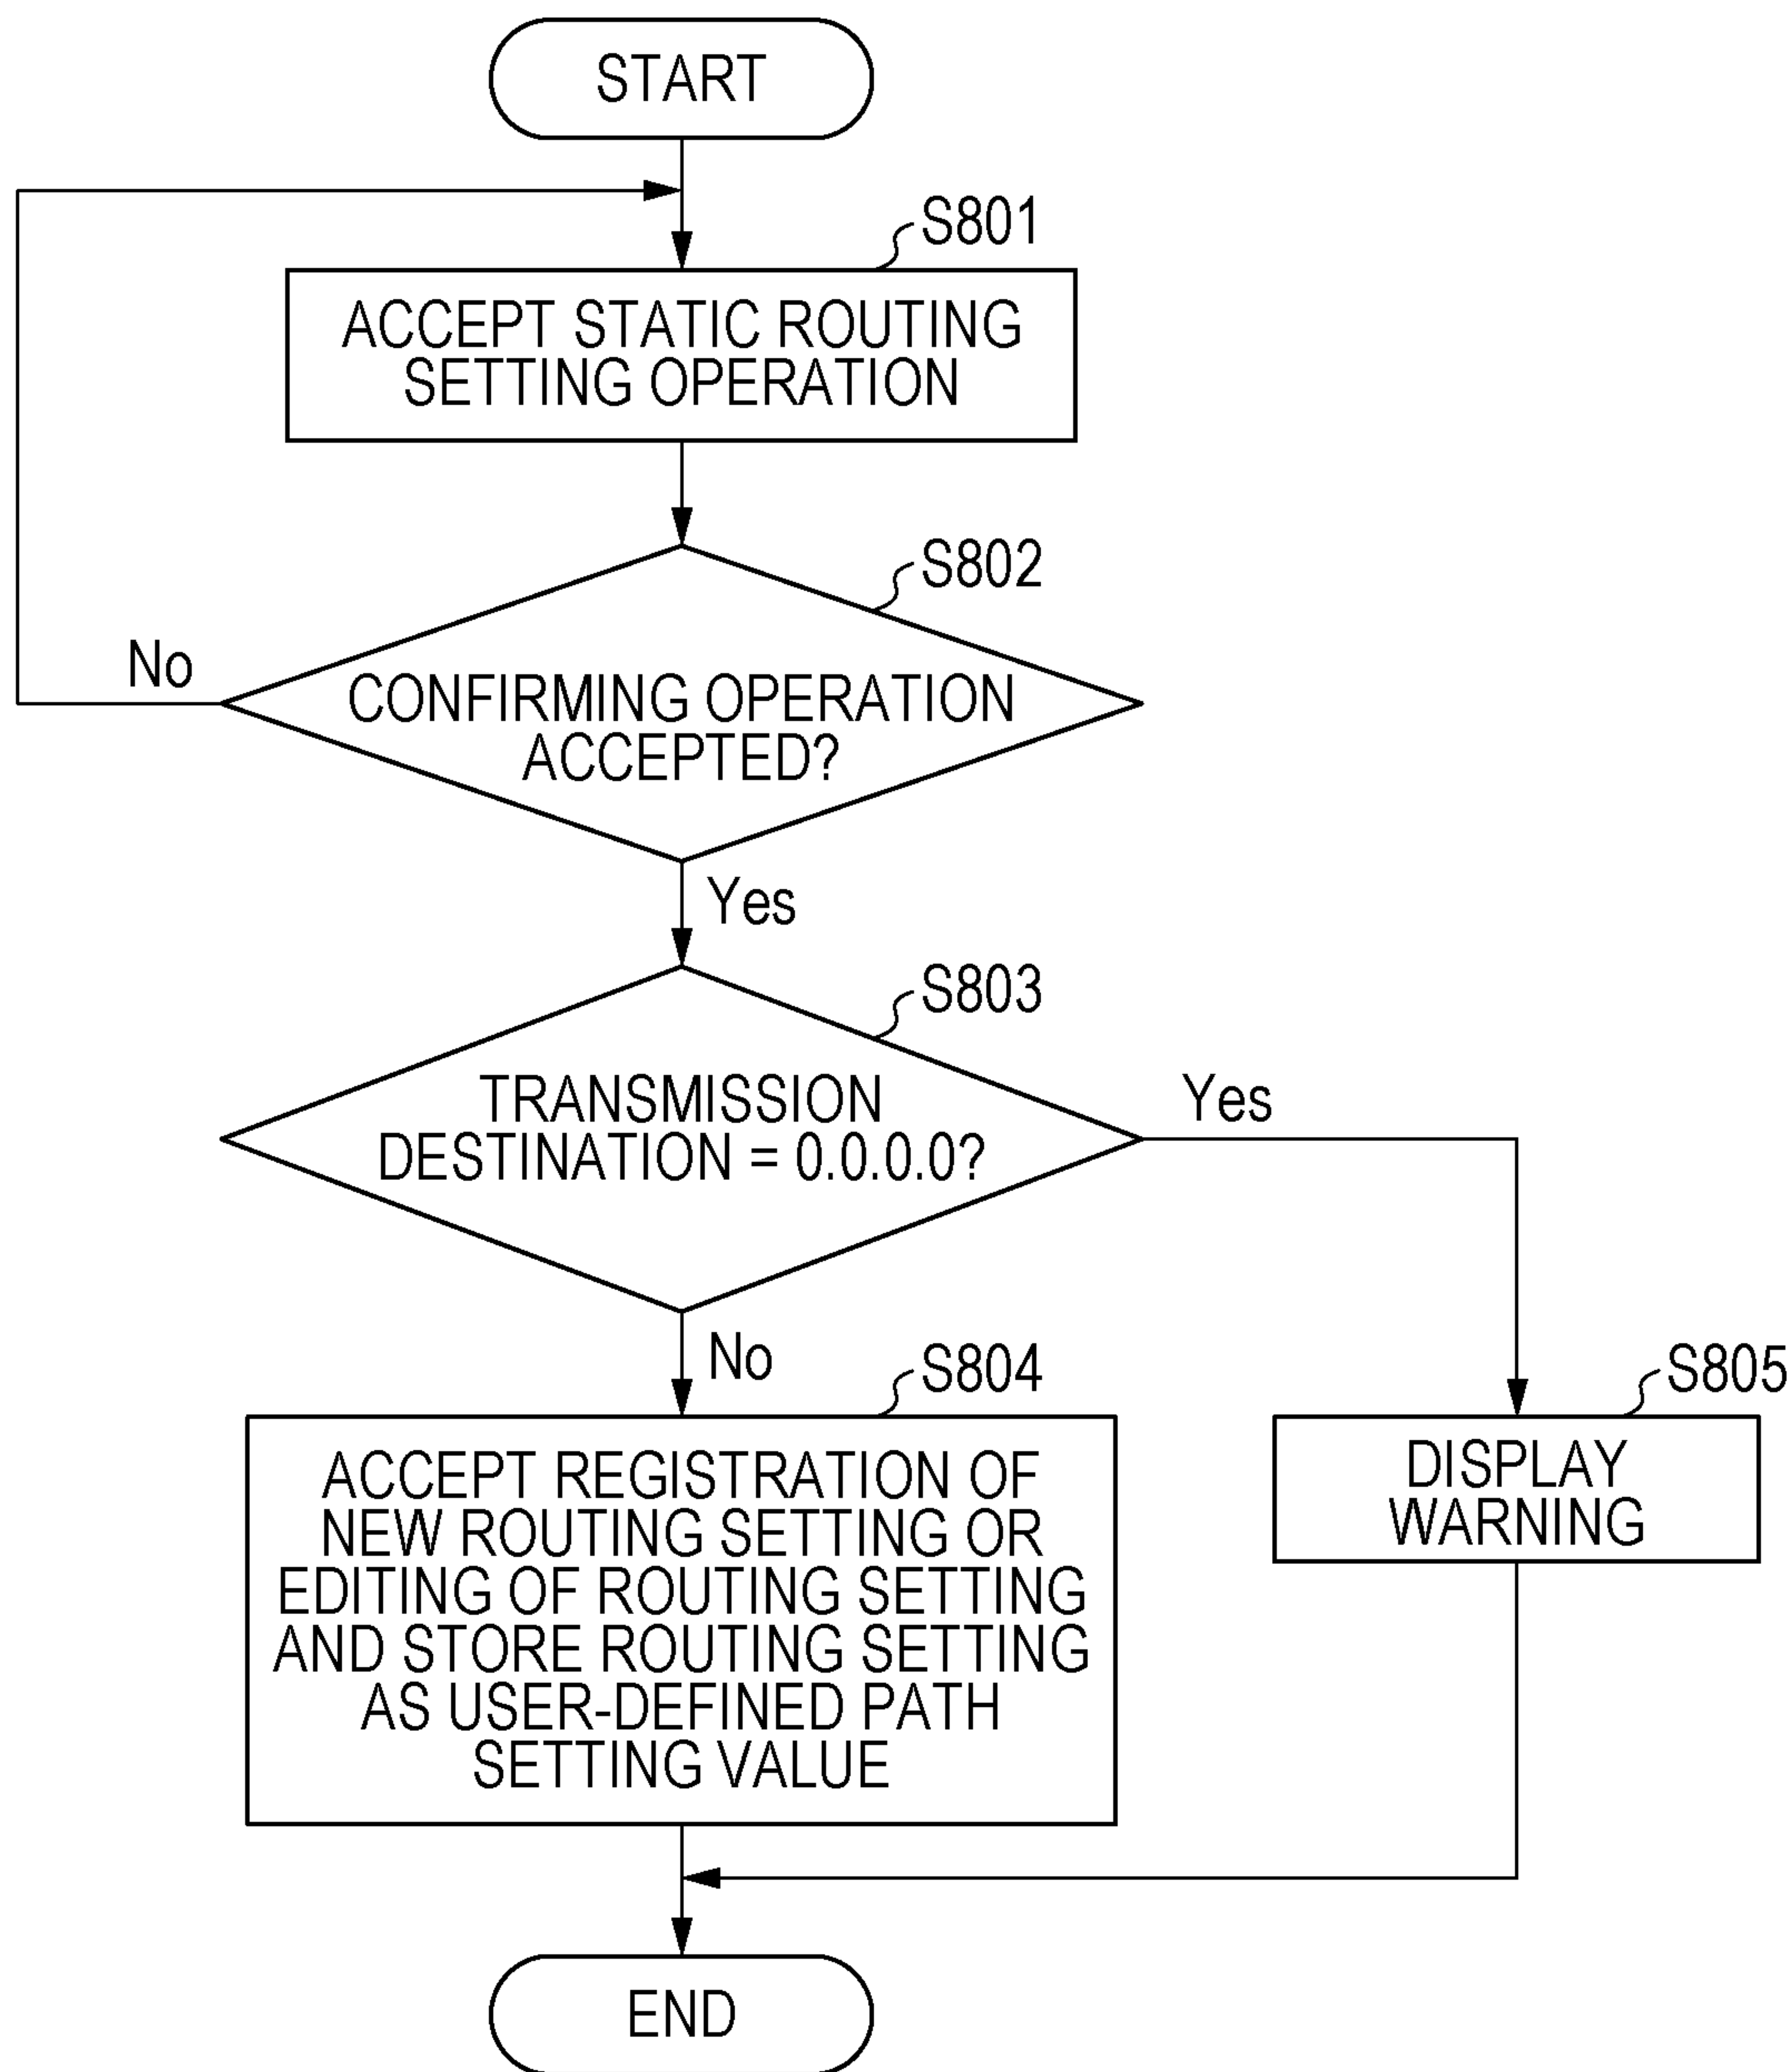 START
S801
ACCEPT STATIC ROUTING
SETTING OPERATION
S802
No
CONFIRMING OPERATION
ACCEPTED?
Yes
S803
TRANSMISSION
DESTINATION = 0.0.0.0?
Yes
No
S804
S805
ACCEPT REGISTRATION OF
NEW ROUTING SETTING OR
EDITING OF ROUTING SETTING
AND STORE ROUTING SETTING
AS USER-DEFINED PATH
SETTING VALUE
DISPLAY
WARNING
END